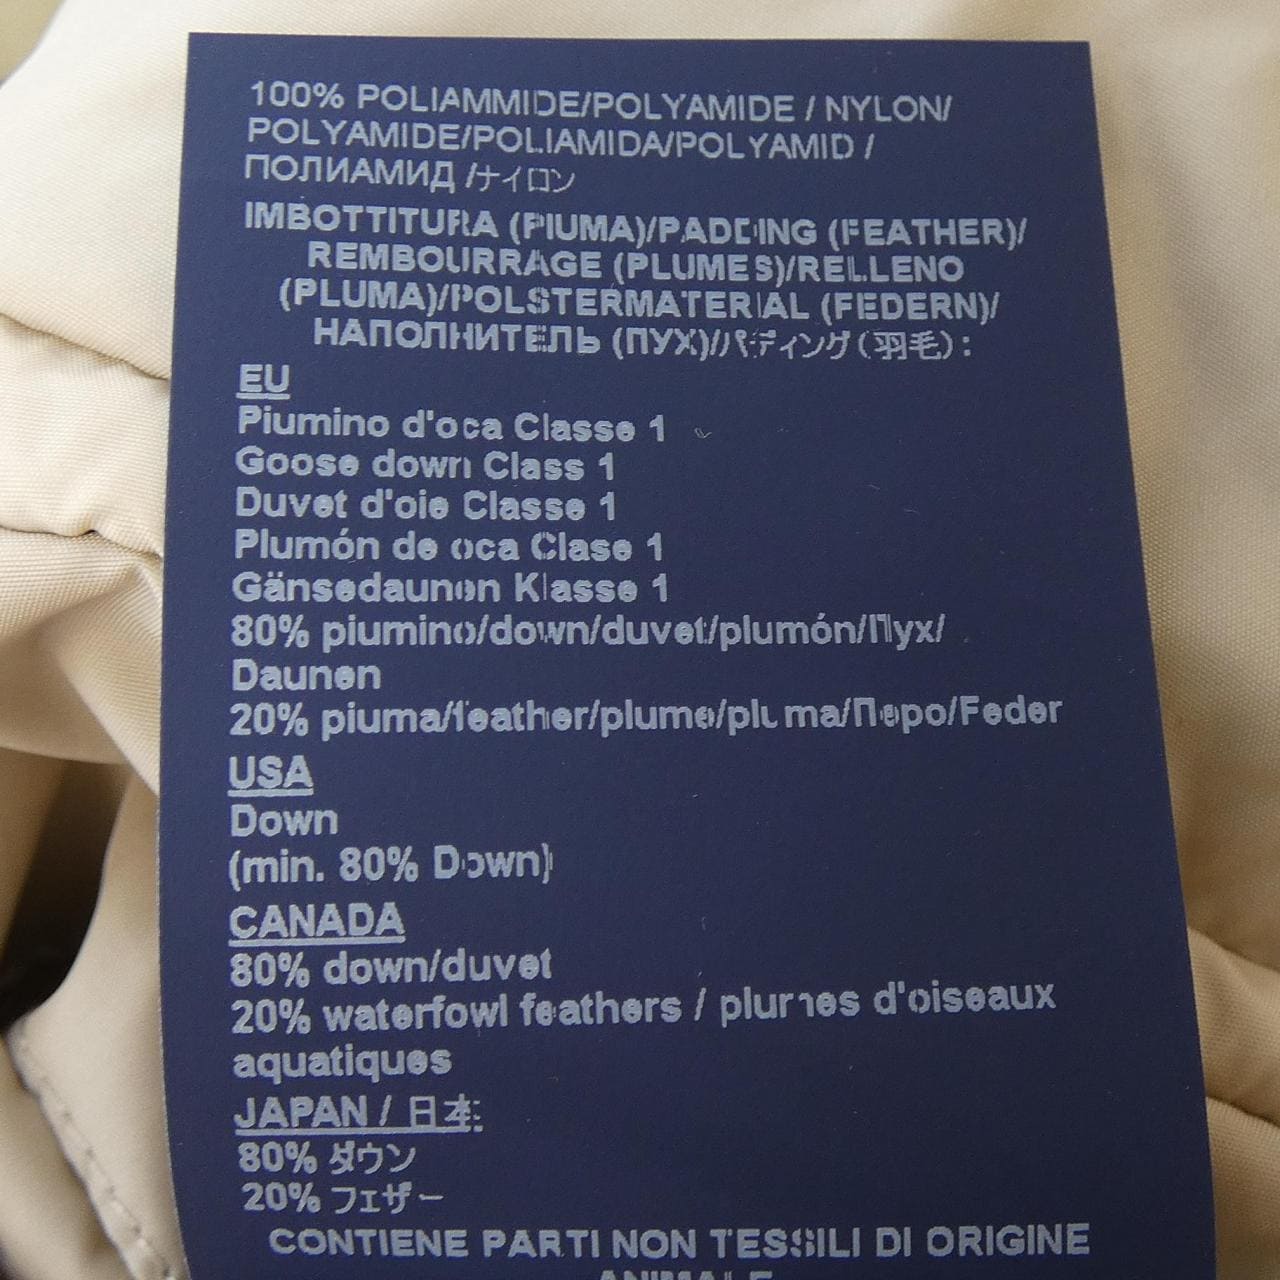 100% POLIAMMIDE/POLYAMIDE / NYLON/
POLYAMIDE/POLIAMIDA/POLYAMID /
ПОЛИАМИД /ナイロン
IMBOTTITURA (PIUMA)/PADDING (FEATHER)/
REMBOURRAGE (PLUMES)/RELLENO
(PLUMA)/POLSTERMATERIAL (FEDERN)/
НАПОЛНИТЕЛЬ (ПУХ)/パディング(羽毛):
EU
Piumino d'oca Classe 1
Goose down Class 1
Duvet d'oie Classe 1
Plumón de oca Clase 1
Gänsedaunen Klasse 1
80% piumino/down/duvet/plumón/Пух/
Daunen
20% piuma/feather/plume/pluma/Перо/Feder
USA
Down
(min. 80% Down)
CANADA
80% down/duvet
20% waterfowl feathers / plumes d'oiseaux
aquatiques
JAPAN / 日本
80% ダウン
20% フェザー
CONTIENE PARTI NON TESSILI DI ORIGINE
ANIMALE